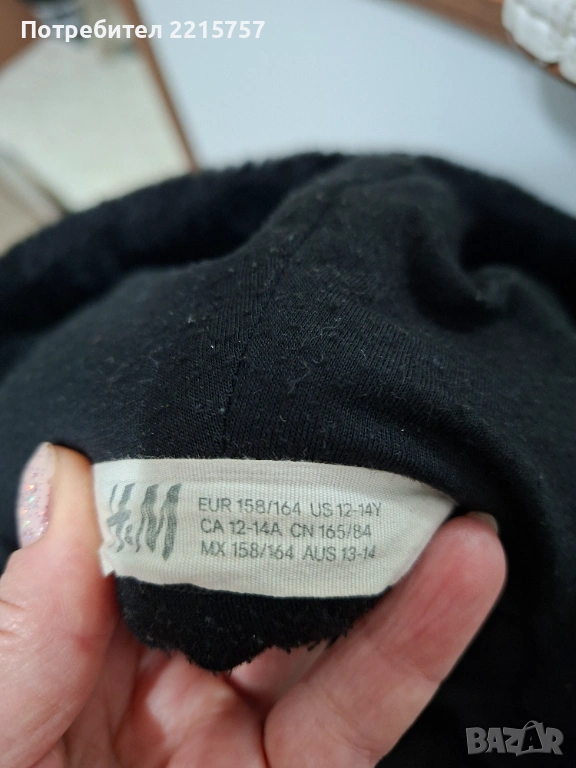 Потребител 2215757
H&M
EUR 158/164 US 12-14Y
CA 12-14A CN 165/84
MX 158/164 AUS 13-14
BAZAR